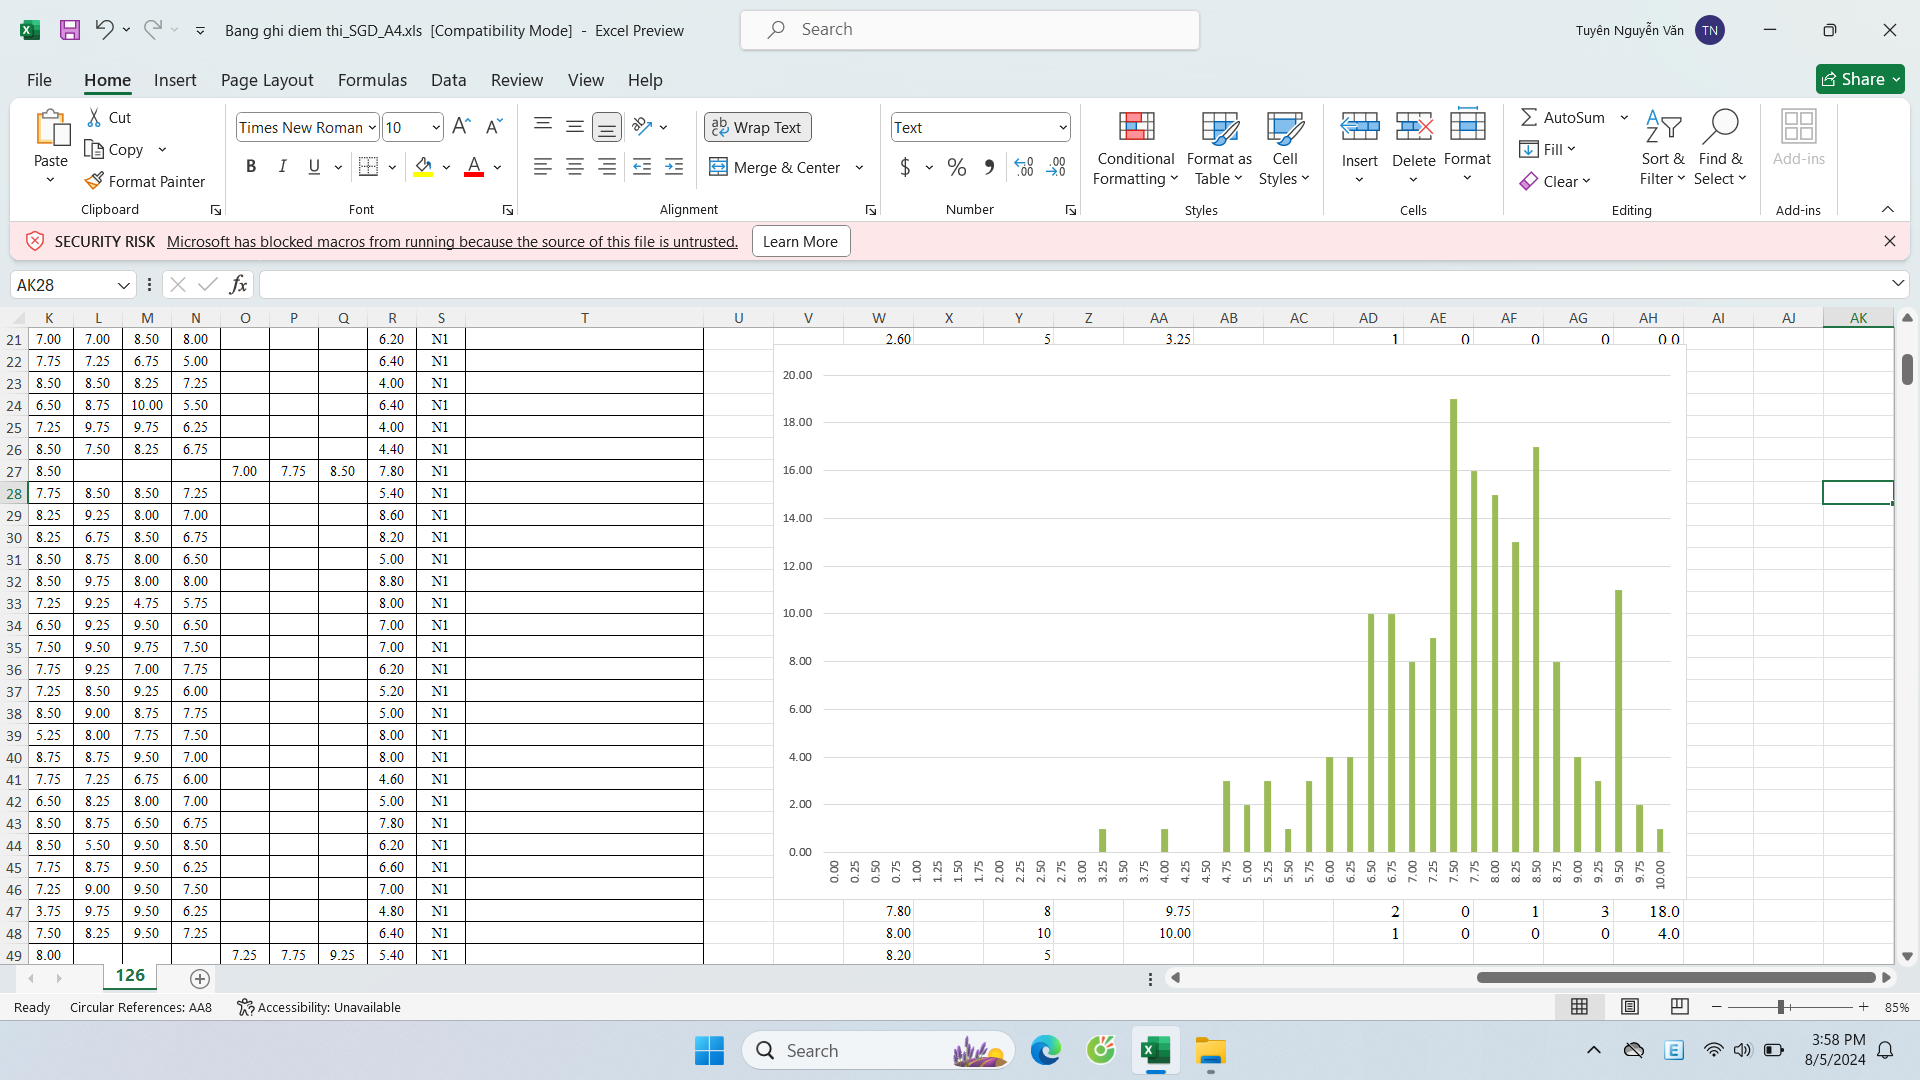 Bang ghi diem thi_SGD_A4.xls [Compatibility Mode] - Excel Preview
Search
Tuyên Nguyễn Văn TN
File Home Insert Page Layout Formulas Data Review View Help
Share
Paste
Cut
Copy
Format Painter
Clipboard
Times New Roman 10
B I U
Font
Wrap Text
Merge & Center
Alignment
Text
$ % ,
Number
Conditional Formatting
Format as Table
Cell Styles
Styles
Insert
Delete
Format
Cells
AutoSum
Fill
Clear
Sort & Filter
Find & Select
Editing
Add-ins
Add-ins
SECURITY RISK Microsoft has blocked macros from running because the source of this file is untrusted. Learn More
AK28 fx
K L M N O P Q R S T U V W X Y Z AA AB AC AD AE AF AG AH AI AJ AK
21 7.00 7.00 8.50 8.00 6.20 N1 2.60 5 3.25 1 0 0 0 0.0
22 7.75 7.25 6.75 5.00 6.40 N1
23 8.50 8.50 8.25 7.25 4.00 N1
24 6.50 8.75 10.00 5.50 6.40 N1
25 7.25 9.75 9.75 6.25 4.00 N1
26 8.50 7.50 8.25 6.75 4.40 N1
27 8.50 7.00 7.75 8.50 7.80 N1
28 7.75 8.50 8.50 7.25 5.40 N1
29 8.25 9.25 8.00 7.00 8.60 N1
30 8.25 6.75 8.50 6.75 8.20 N1
31 8.50 8.75 8.00 6.50 5.00 N1
32 8.50 9.75 8.00 8.00 8.80 N1
33 7.25 9.25 4.75 5.75 8.00 N1
34 6.50 9.25 9.50 6.50 7.00 N1
35 7.50 9.50 9.75 7.50 7.00 N1
36 7.75 9.25 7.00 7.75 6.20 N1
37 7.25 8.50 9.25 6.00 5.20 N1
38 8.50 9.00 8.75 7.75 5.00 N1
39 5.25 8.00 7.75 7.50 8.00 N1
40 8.75 8.75 9.50 7.00 8.00 N1
41 7.75 7.25 6.75 6.00 4.60 N1
42 6.50 8.25 8.00 7.00 5.00 N1
43 8.50 8.75 6.50 6.75 7.80 N1
44 8.50 5.50 9.50 8.50 6.20 N1
45 7.75 8.75 9.50 6.25 6.60 N1
46 7.25 9.00 9.50 7.50 7.00 N1
47 3.75 9.75 9.50 6.25 4.80 N1 7.80 8 9.75 2 0 1 3 18.0
48 7.50 8.25 9.50 7.25 6.40 N1 8.00 10 10.00 1 0 0 0 4.0
49 8.00 7.25 7.75 9.25 5.40 N1 8.20 5
20.00
18.00
16.00
14.00
12.00
10.00
8.00
6.00
4.00
2.00
0.00
0.00 0.25 0.50 0.75 1.00 1.25 1.50 1.75 2.00 2.25 2.50 2.75 3.00 3.25 3.50 3.75 4.00 4.25 4.50 4.75 5.00 5.25 5.50 5.75 6.00 6.25 6.50 6.75 7.00 7.25 7.50 7.75 8.00 8.25 8.50 8.75 9.00 9.25 9.50 9.75 10.00
126
Ready Circular References: AA8 Accessibility: Unavailable 85%
Search
3:58 PM
8/5/2024